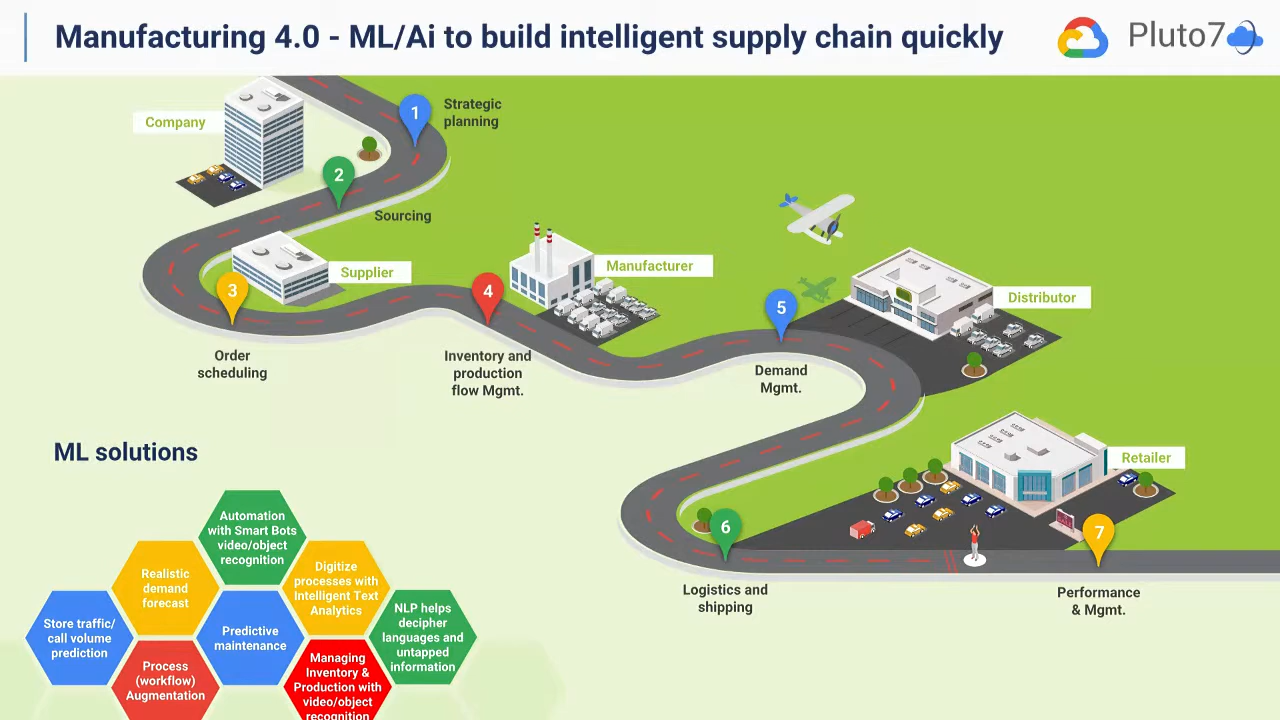 Manufacturing 4.0 - ML/Ai to build intelligent supply chain quickly
Pluto7
Company
1
Strategic
planning
2
Sourcing
Supplier
3
Order
scheduling
4
Inventory and
production
flow Mgmt.
Manufacturer
5
Demand
Mgmt.
Distributor
Retailer
6
Logistics and
shipping
7
Performance
& Mgmt.
ML solutions
Automation
with Smart Bots
video/object
recognition
Realistic
demand
forecast
Digitize
processes with
Intelligent Text
Analytics
Store traffic/
call volume
prediction
Predictive
maintenance
NLP helps
decipher
languages and
untapped
information
Process
(workflow)
Augmentation
Managing
Inventory &
Production with
video/object
recognition